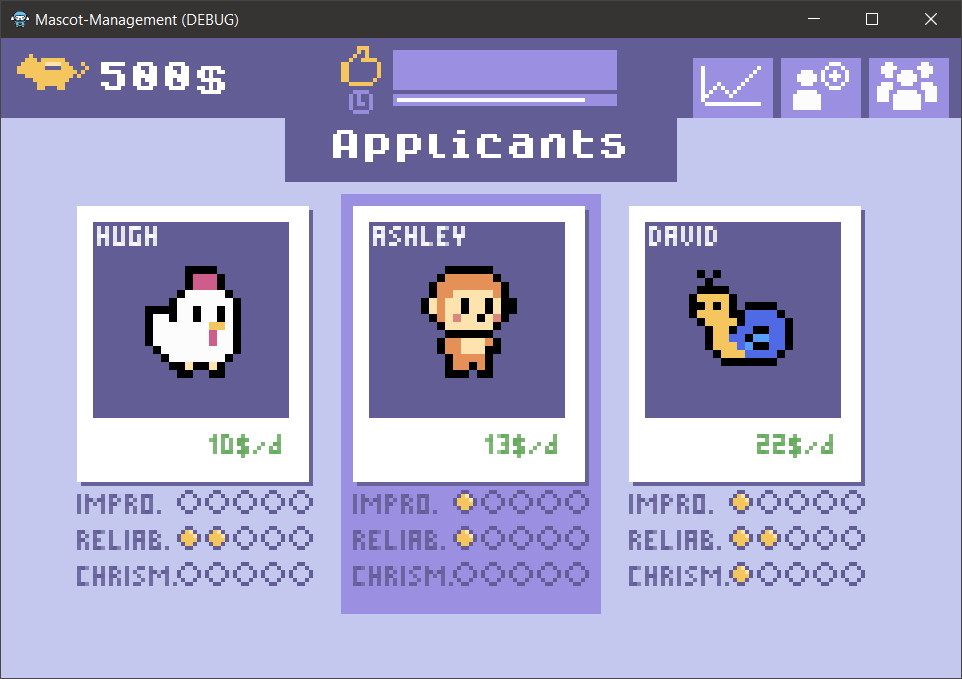 Mascot-Management (DEBUG)
500$
Applicants
HUGH
10$/d
IMPRO.
RELIAB.
CHRISM.
ASHLEY
13$/d
IMPRO.
RELIAB.
CHRISM.
DAVID
22$/d
IMPRO.
RELIAB.
CHRISM.